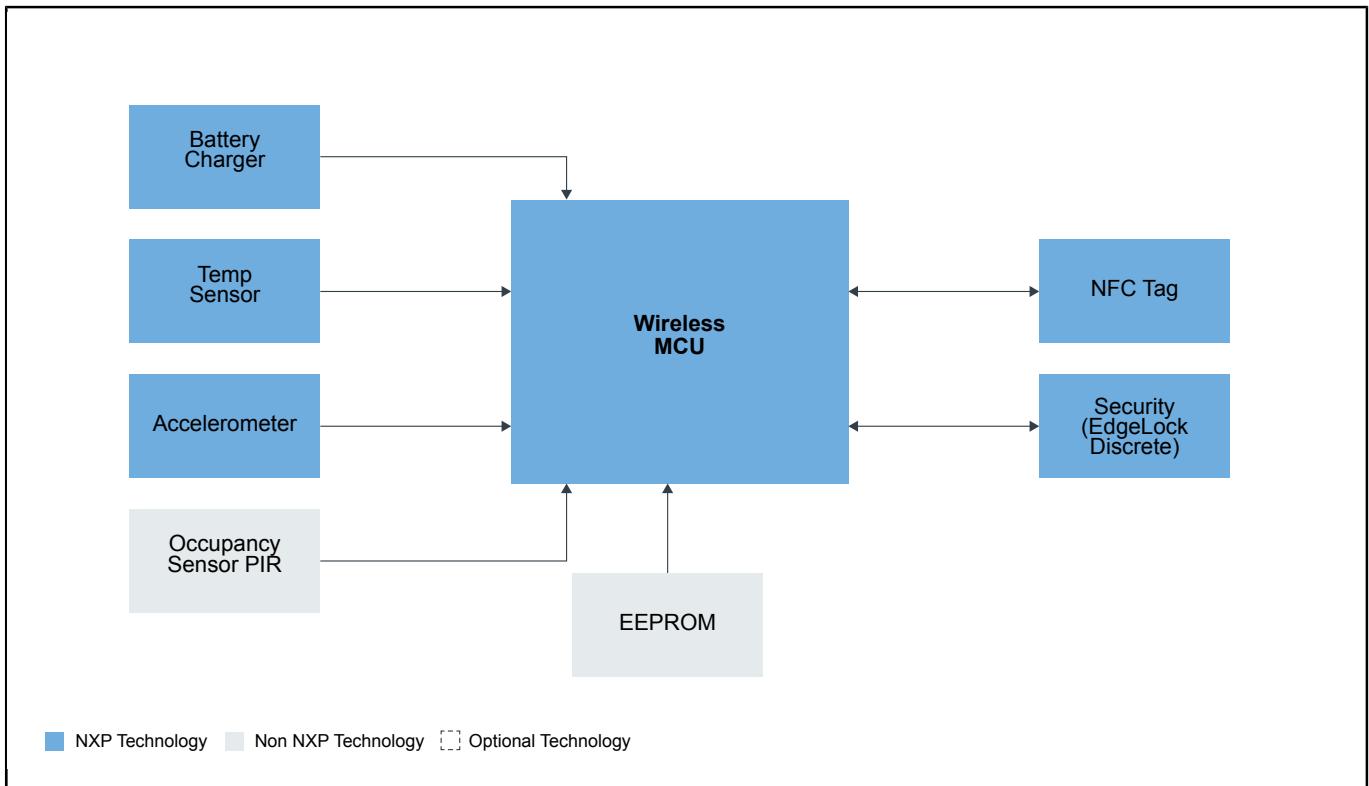 Battery
Charger
Temp
Sensor
Accelerometer
Occupancy
Sensor PIR
Wireless
MCU
EEPROM
NFC Tag
Security
(EdgeLock
Discrete)
NXP Technology
Non NXP Technology
Optional Technology